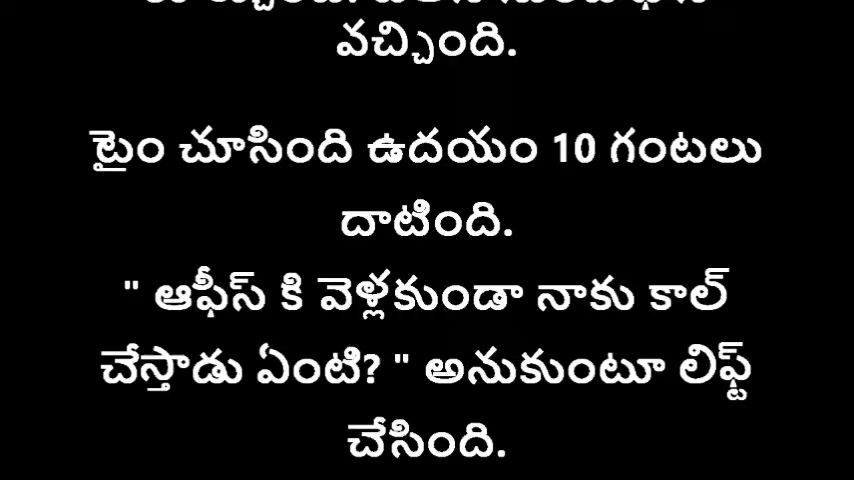 వచ్చింది.
టైం చూసింది ఉదయం 10 గంటలు
దాటింది.
" ఆఫీస్ కి వెళ్లకుండా నాకు కాల్
చేస్తాడు ఏంటి? " అనుకుంటూ లిఫ్ట్
చేసింది.